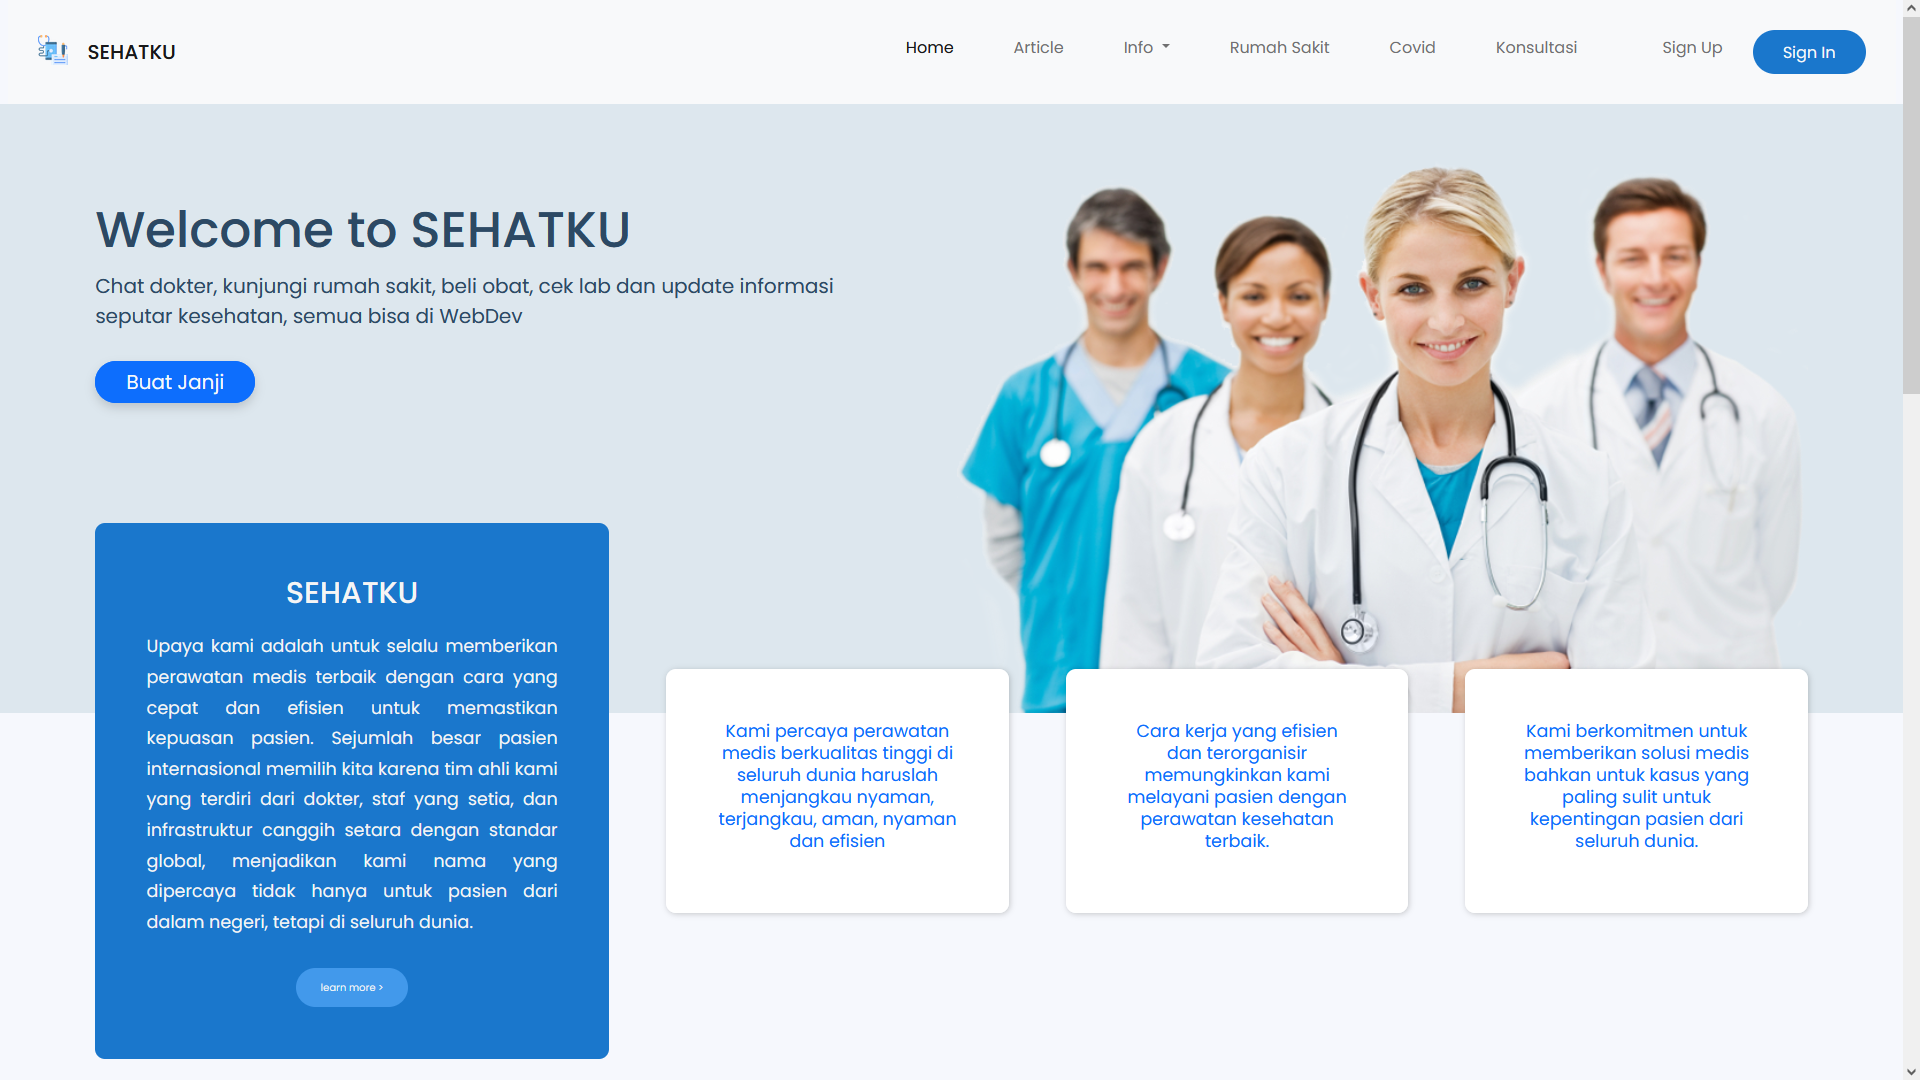 SEHATKU
Home
Article
Info
Rumah Sakit
Covid
Konsultasi
Sign Up
Sign In
Welcome to SEHATKU
Chat dokter, kunjungi rumah sakit, beli obat, cek lab dan update informasi
seputar kesehatan, semua bisa di WebDev
Buat Janji
SEHATKU
Upaya kami adalah untuk selalu memberikan
perawatan medis terbaik dengan cara yang
cepat dan efisien untuk memastikan
kepuasan pasien. Sejumlah besar pasien
internasional memilih kita karena tim ahli kami
yang terdiri dari dokter, staf yang setia, dan
infrastruktur canggih setara dengan standar
global, menjadikan kami nama yang
dipercaya tidak hanya untuk pasien dari
dalam negeri, tetapi di seluruh dunia.
learn more >
Kami percaya perawatan
medis berkualitas tinggi di
seluruh dunia haruslah
menjangkau nyaman,
terjangkau, aman, nyaman
dan efisien
Cara kerja yang efisien
dan terorganisir
memungkinkan kami
melayani pasien dengan
perawatan kesehatan
terbaik.
Kami berkomitmen untuk
memberikan solusi medis
bahkan untuk kasus yang
paling sulit untuk
kepentingan pasien dari
seluruh dunia.